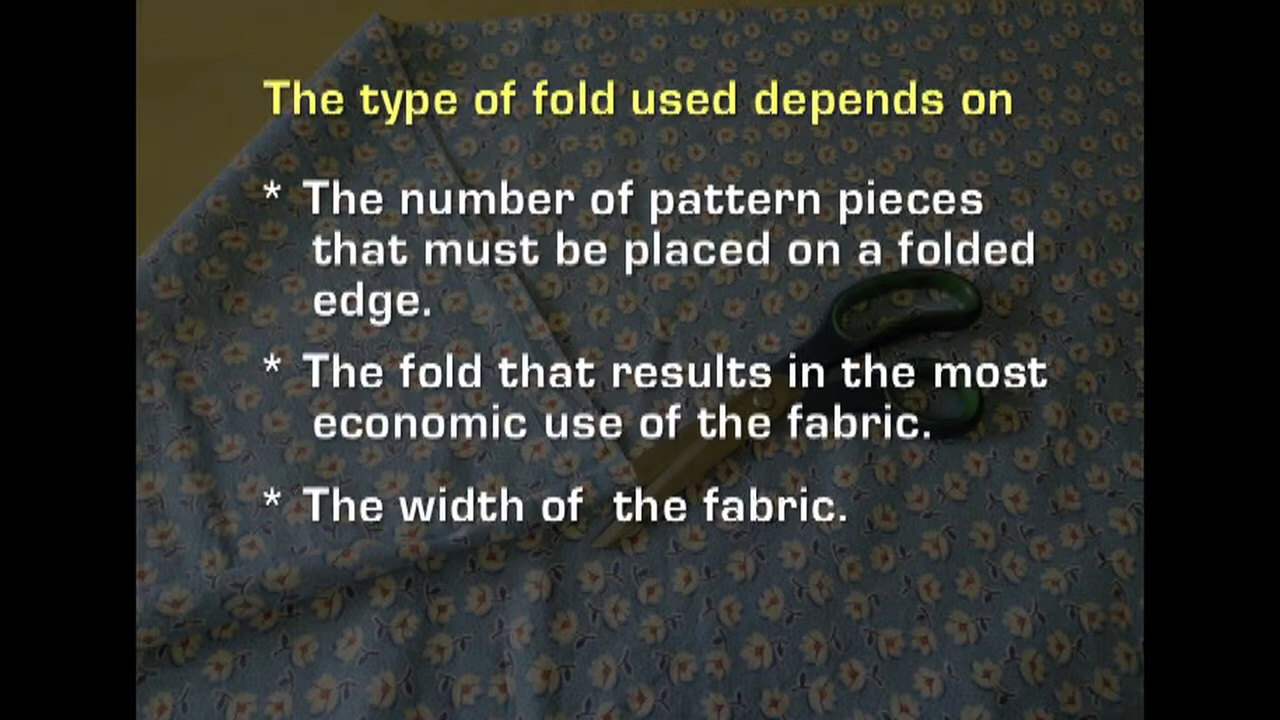 The type of fold used depends on
* The number of pattern pieces
that must be placed on a folded
edge.
* The fold that results in the most
economic use of the fabric.
* The width of  the fabric.